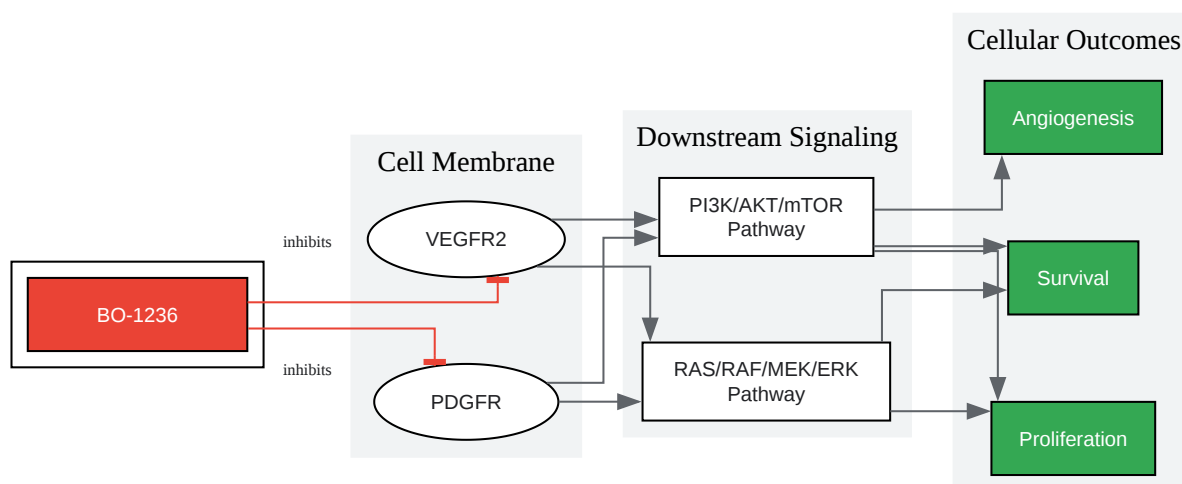 Cellular Outcomes
Angiogenesis
Downstream Signaling
Cell Membrane
PI3K/AKT/mTOR
Pathway
VEGFR2
inhibits
Survival
BO-1236
inhibits
RAS/RAF/MEK/ERK
Pathway
PDGFR
Proliferation